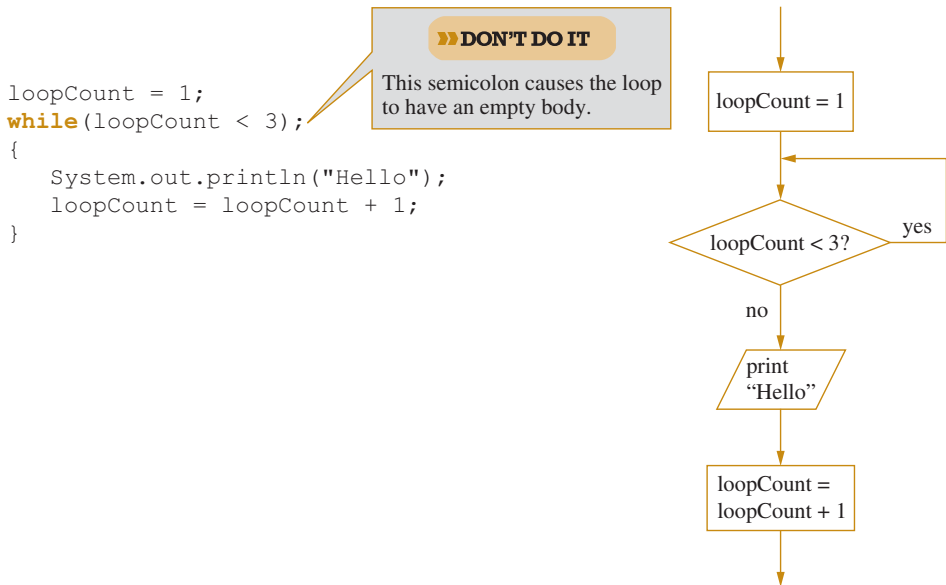 loopCount = 1;
while(loopCount < 3);
{
System.out.println("Hello");
loopCount = loopCount + 1;
}
DON'T DO IT
This semicolon causes the loop
to have an empty body.
loopCount = 1
loopCount < 3?
yes
no
print
“Hello”
loopCount =
loopCount + 1